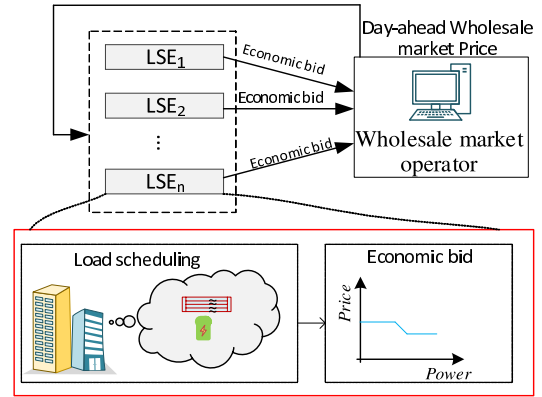 Day-ahead Wholesale
market Price
LSE1
Economic bid
LSE2
Economic bid
...
LSEn
Economic bid
Wholesale market
operator
Load scheduling
Economic bid
Price
Power